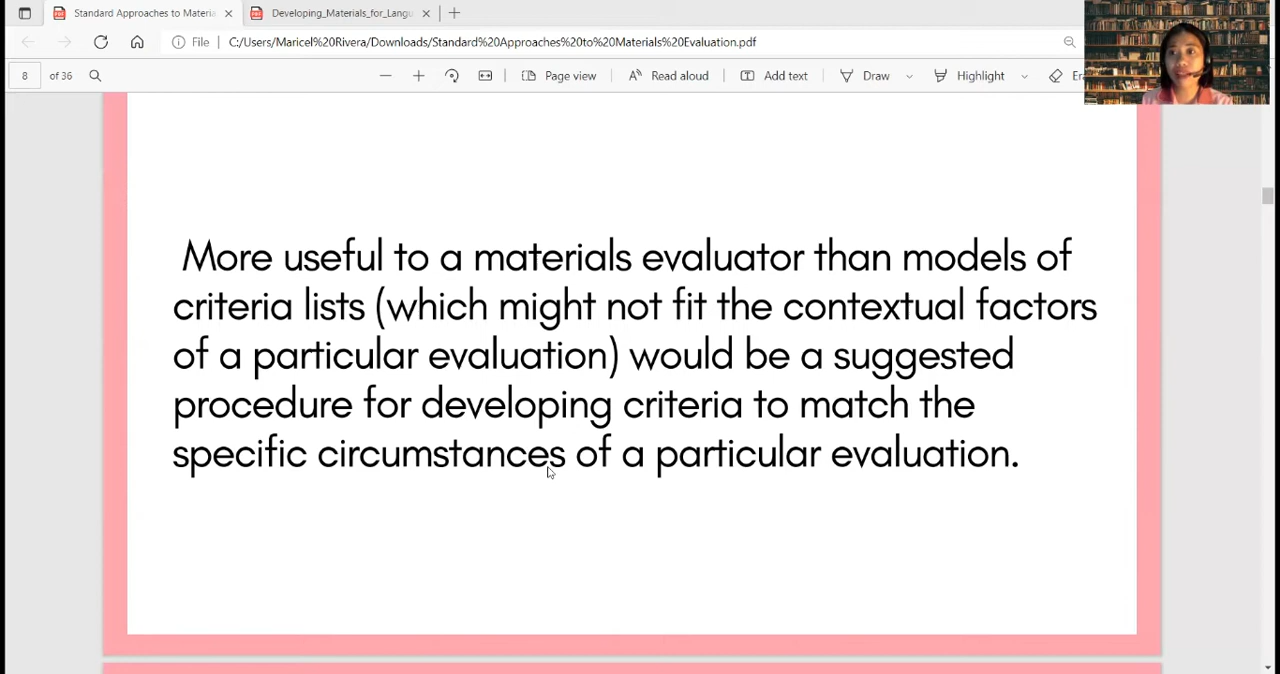 Standard Approaches to Materia
Developing_Materials_for_Langu
File
C:/Users/Maricel%20Rivera/Downloads/Standard%20Approaches%20to%20Materials%20Evaluation.pdf
8 of 36
Page view
Read aloud
Add text
Draw
Highlight
More useful to a materials evaluator than models of
criteria lists (which might not fit the contextual factors
of a particular evaluation) would be a suggested
procedure for developing criteria to match the
specific circumstances of a particular evaluation.